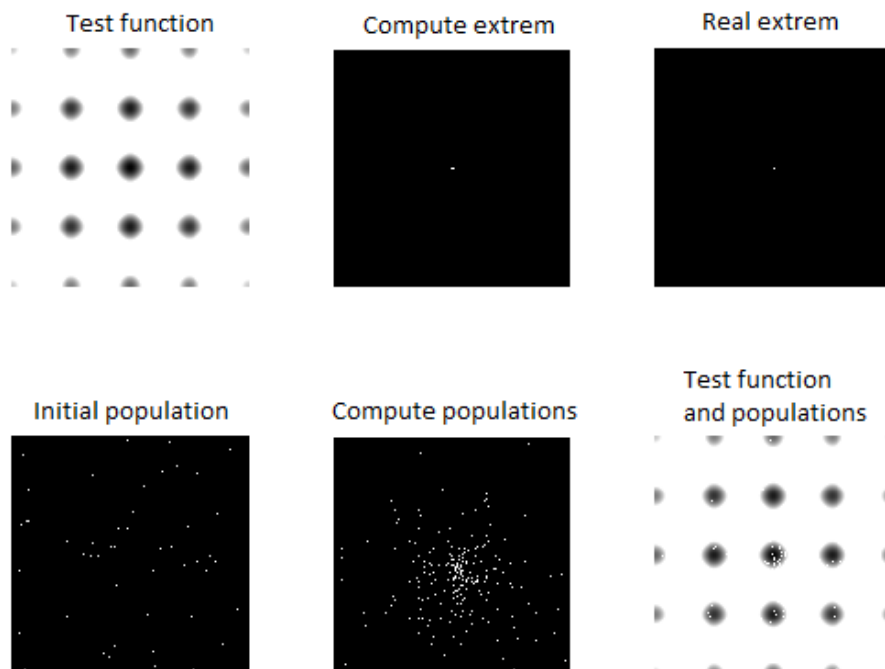 Test function
Compute extrem
Real extrem
Initial population
Compute populations
Test function
and populations